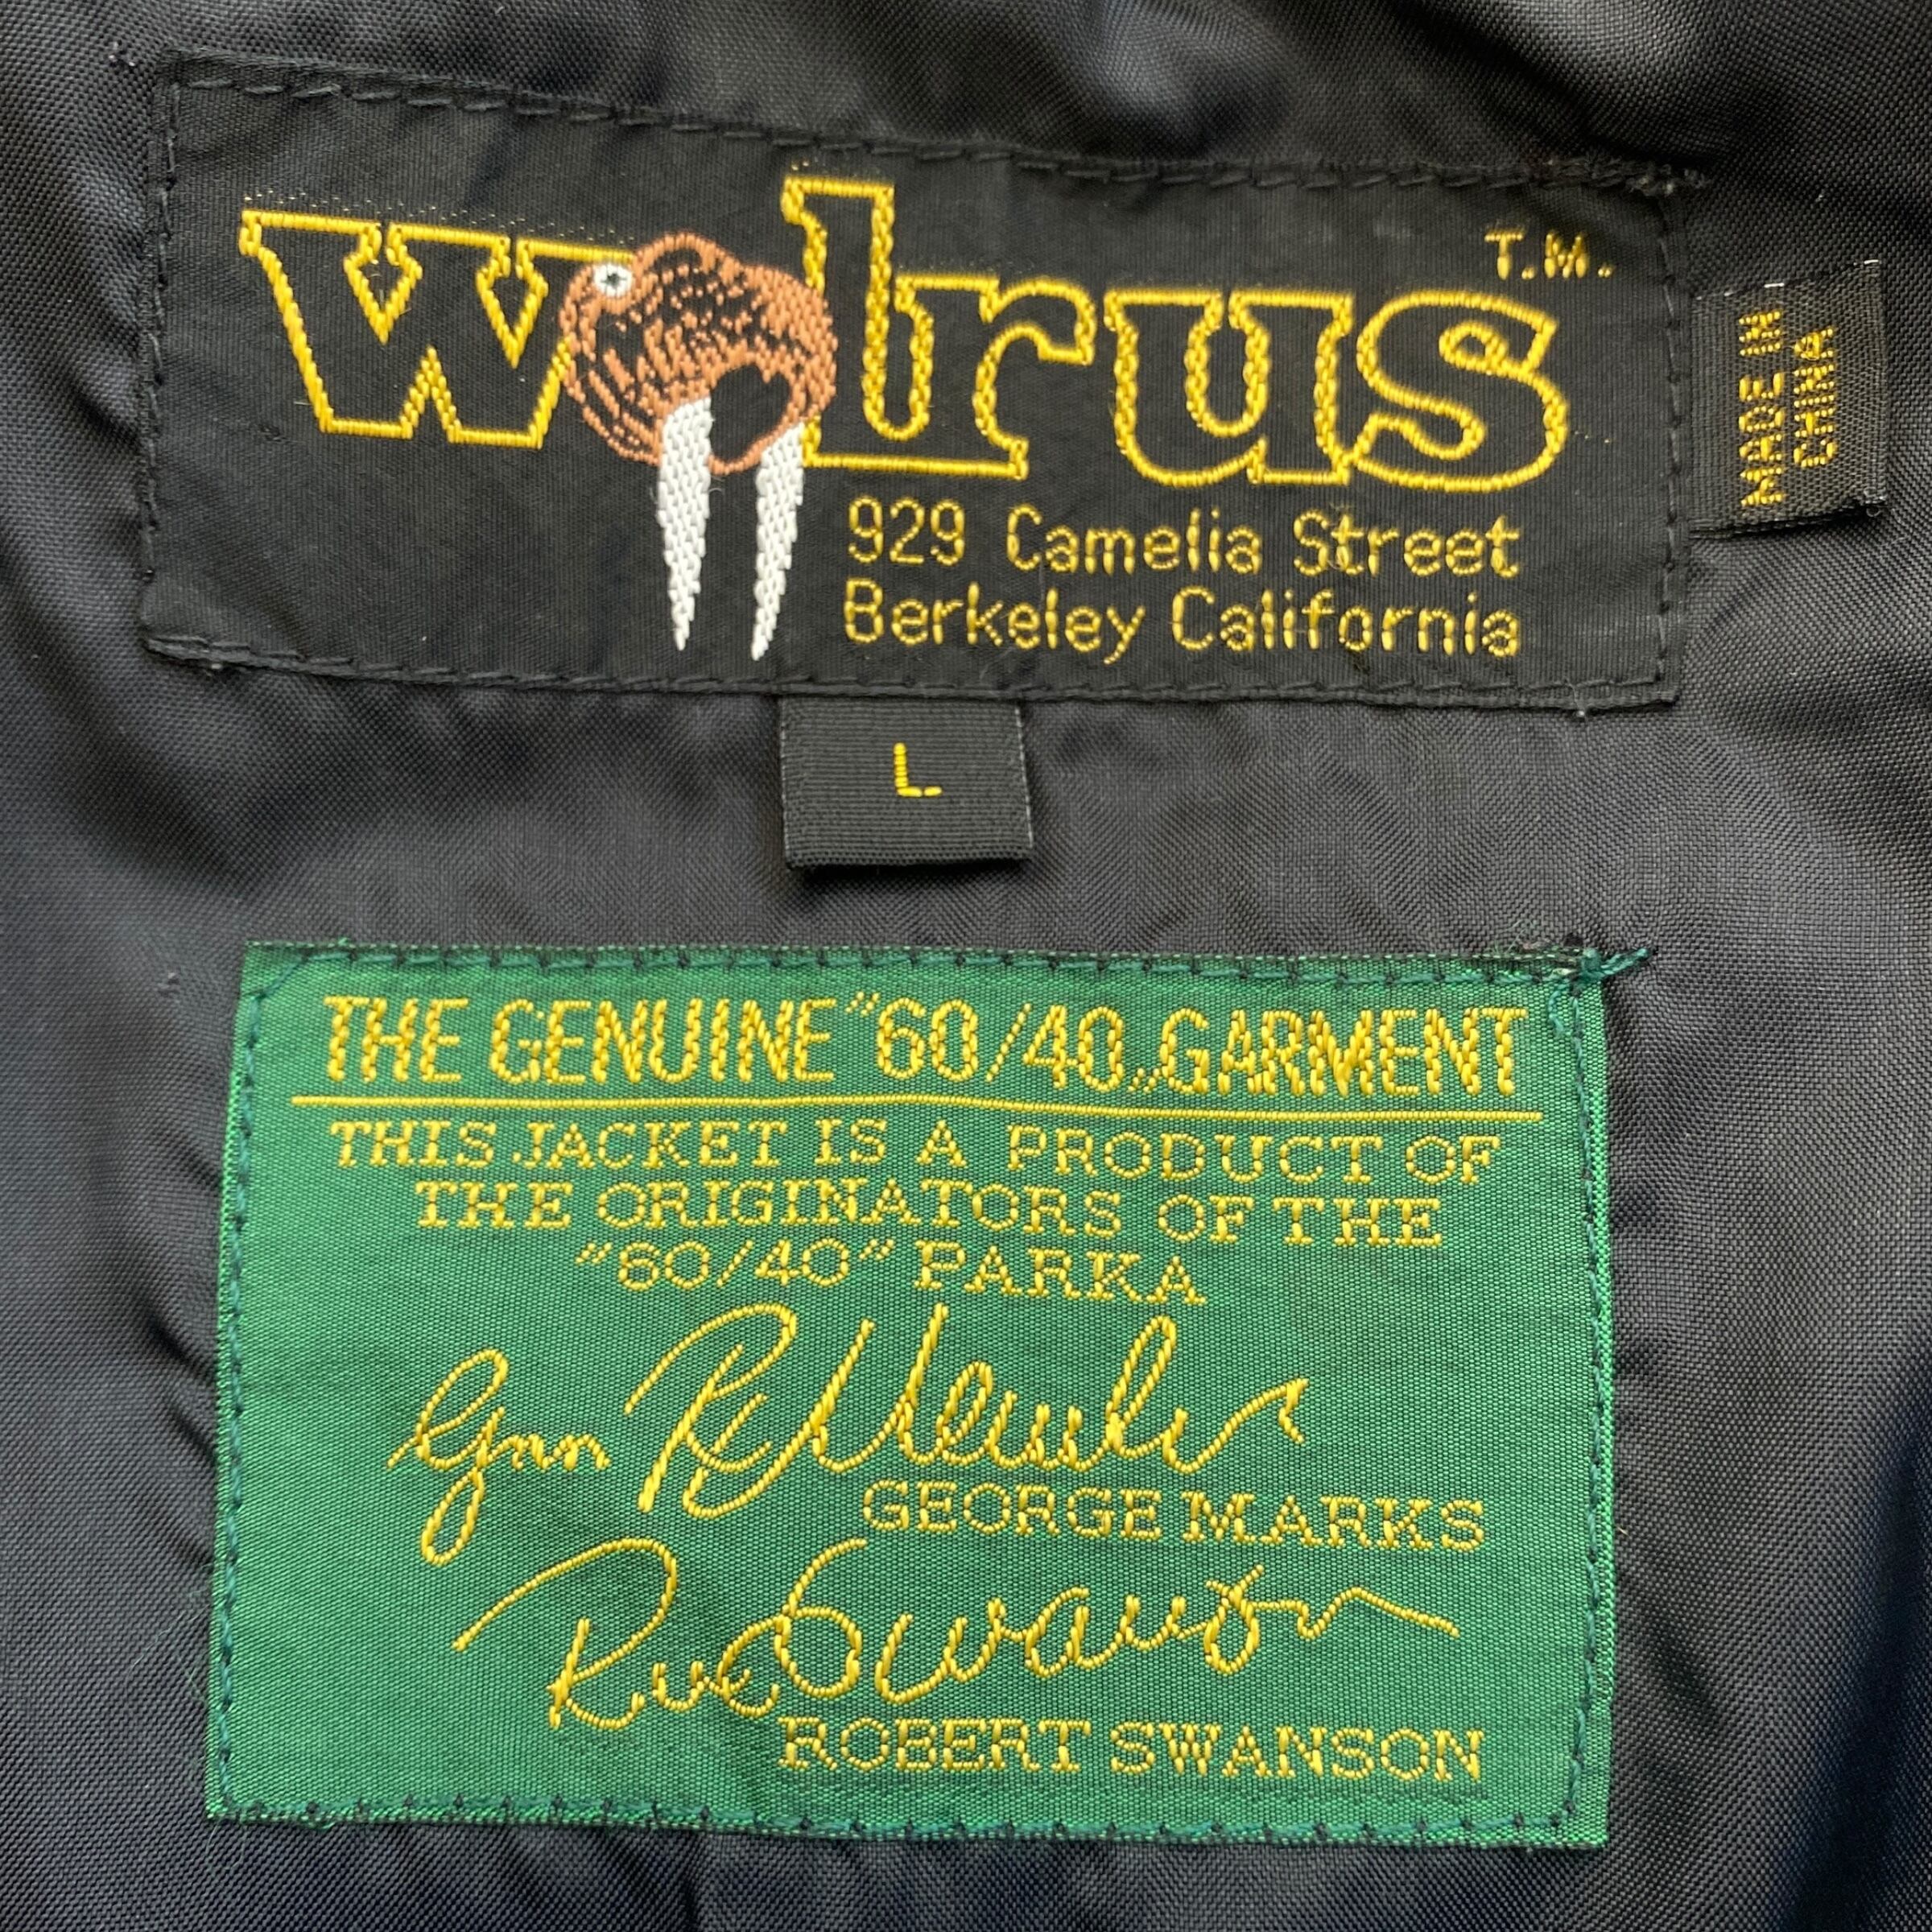 walrus T.M.
929 Camelia Street
Berkeley California
MADE IN
CHINA
L
THE GENUINE "60/40" GARMENT
THIS JACKET IS A PRODUCT OF
THE ORIGINATORS OF THE
"60/40" PARKA
GEORGE MARKS
ROBERT SWANSON